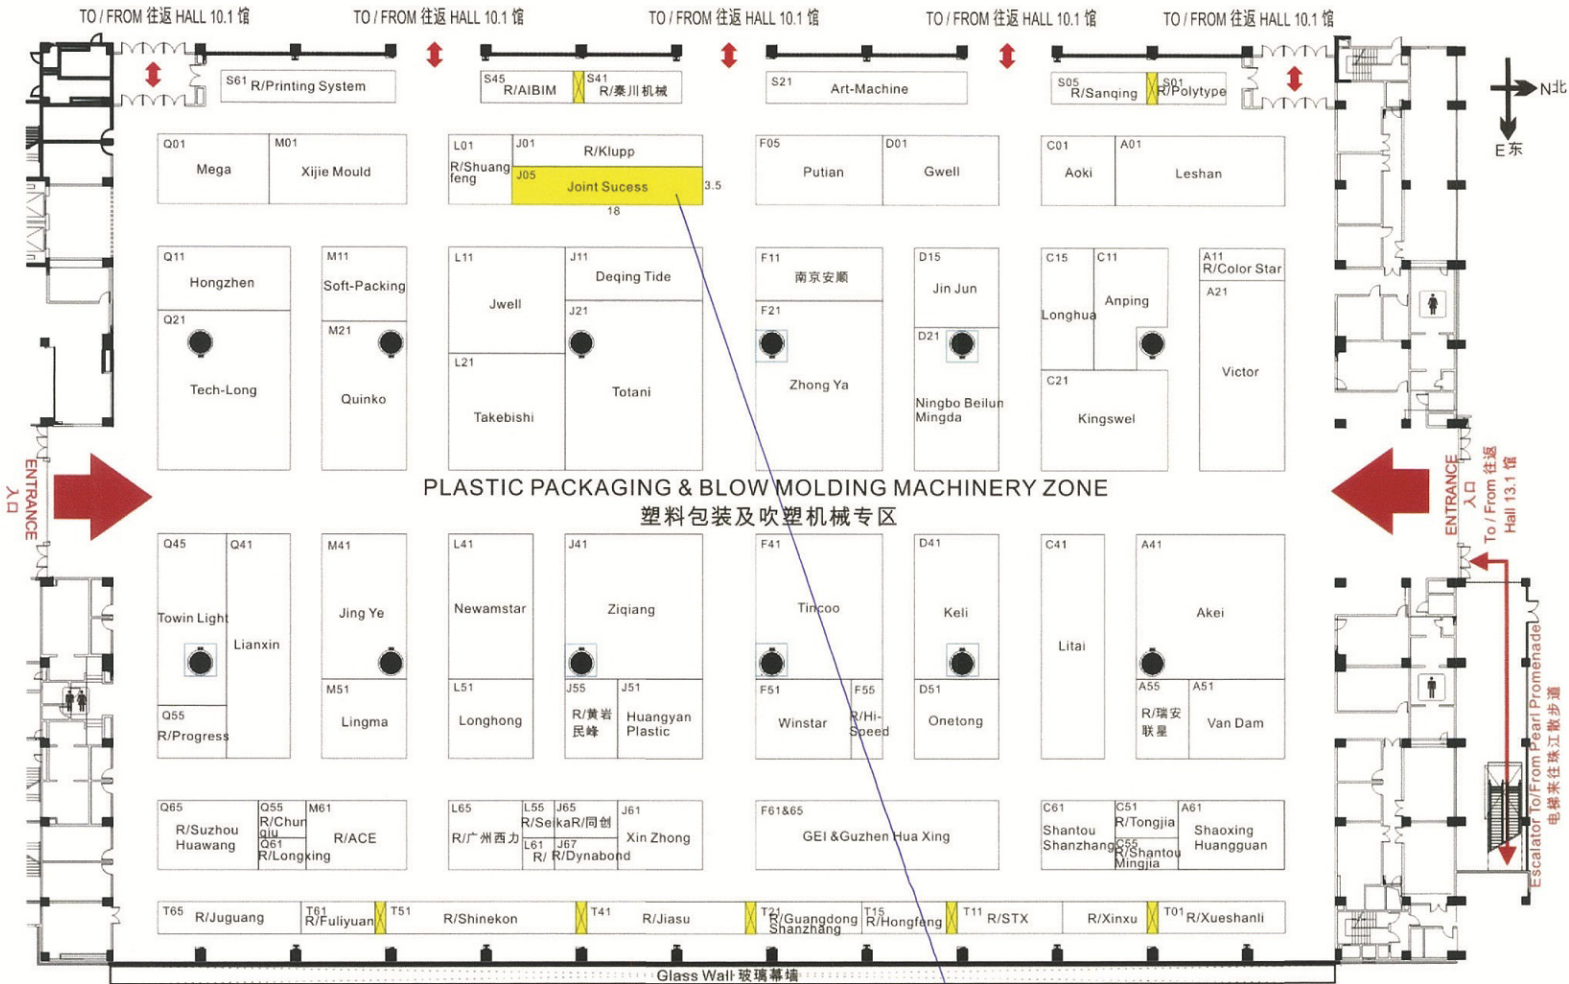 TO / FROM 往返 HALL 10.1 馆
TO / FROM 往返 HALL 10.1 馆
TO / FROM 往返 HALL 10.1 馆
TO / FROM 往返 HALL 10.1 馆
TO / FROM 往返 HALL 10.1 馆
S61 R/Printing System
S45 R/AIBIM
S41 R/秦川机械
S21 Art-Machine
S05 R/Sanqing
S01 R/Polytype
N北
E东
Q01 Mega
M01 Xijie Mould
L01
R/Shuang
feng
J01 R/Klupp
J05 Joint Sucess
3.5
18
F05 Putian
D01 Gwell
C01 Aoki
A01 Leshan
Q11 Hongzhen
M11 Soft-Packing
L11 Jwell
J11 Deqing Tide
F11 南京安顺
D15 Jin Jun
C15 Longhua
C11 Anping
A11
R/Color Star
Q21 Tech-Long
M21 Quinko
L21 Takebishi
J21 Totani
F21 Zhong Ya
D21
Ningbo Beilun
Mingda
C21 Kingswel
A21 Victor
ENTRANCE
入口
PLASTIC PACKAGING & BLOW MOLDING MACHINERY ZONE
塑料包装及吹塑机械专区
ENTRANCE
入口
To / From 往返
Hall 13.1 馆
Q45 Towin Light
Q41 Lianxin
M41 Jing Ye
L41 Newamstar
J41 Ziqiang
F41 Tincoo
D41 Keli
C41 Litai
A41 Akei
Q55
R/Progress
M51 Lingma
L51 Longhong
J55
R/黄岩
民峰
J51
Huangyan
Plastic
F51 Winstar
F55
R/Hi-
Speed
D51 Onetong
A55
R/瑞安
联星
A51 Van Dam
Escalator To/From Pearl Promenade
电梯来往珠江散步道
Q65
R/Suzhou
Huawang
Q55
R/Chun
qiu
Q61
R/Longxing
M61 R/ACE
L65 R/广州西力
L55
R/Seika
J65
R/同创
L61 R/
J67
R/Dynabond
J61 Xin Zhong
F61&65
GEI &Guzhen Hua Xing
C61
Shantou
Shanzhang
C51
R/Tongjia
C55
R/Shantou
Mingjia
A61
Shaoxing
Huangguan
T65 R/Juguang
T61
R/Fuliyuan
T51 R/Shinekon
T41 R/Jiasu
T21
R/Guangdong
Shanzhang
T15
R/Hongfeng
T11 R/STX
R/Xinxu
T01 R/Xueshanli
Glass Wall 玻璃幕墙